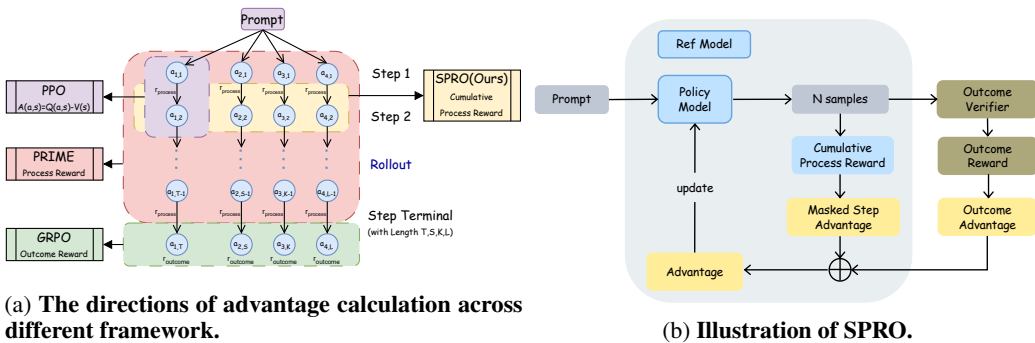 Prompt
a1,1 a2,1 a3,1 a4,1
Step 1
rprocess rprocess rprocess rprocess
PPO
A(a,s)=Q(a,s)-V(s)
SPRO(Ours)
Cumulative
Process Reward
a1,2 a2,2 a3,2 a4,2
Step 2
PRIME
Process Reward
Rollout
a1,T-1 a2,S-1 a3,K-1 a4,L-1
rprocess rprocess rprocess rprocess
Step Terminal
(with Length T,S,K,L)
GRPO
Outcome Reward
a1,T a2,S a3,K a4,L
routcome routcome routcome routcome
(a) The directions of advantage calculation across
different framework.
Ref Model
Prompt
Policy
Model
N samples
Outcome
Verifier
Cumulative
Process Reward
Outcome
Reward
update
Masked Step
Advantage
Outcome
Advantage
Advantage
(b) Illustration of SPRO.